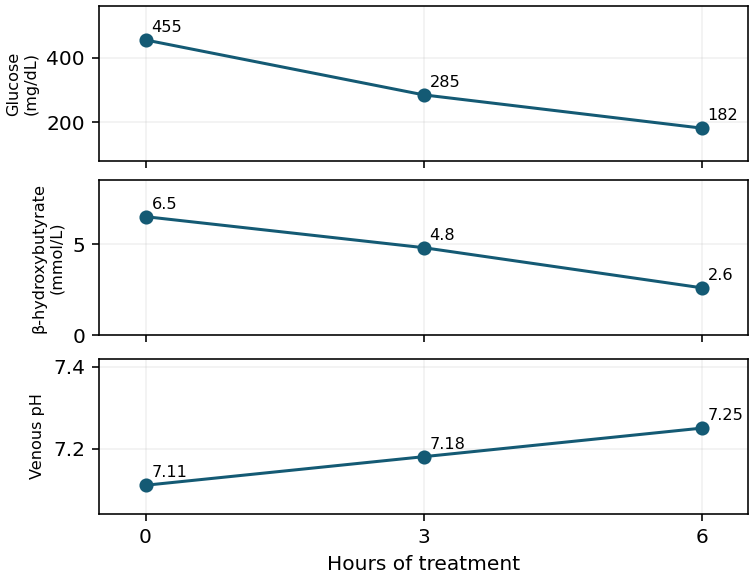 Glucose
(mg/dL)
400
200
455
285
182
β-hydroxybutyrate
(mmol/L)
5
0
6.5
4.8
2.6
Venous pH
7.4
7.2
7.11
7.18
7.25
0 3 6
Hours of treatment